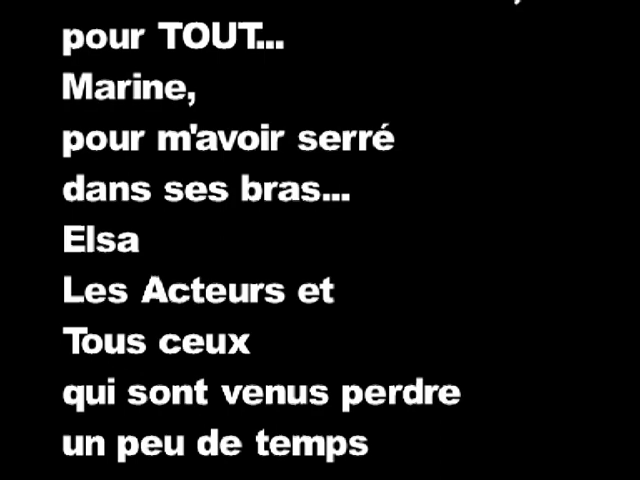 pour TOUT...
Marine,
pour m'avoir serré
dans ses bras...
Elsa
Les Acteurs et
Tous ceux
qui sont venus perdre
un peu de temps